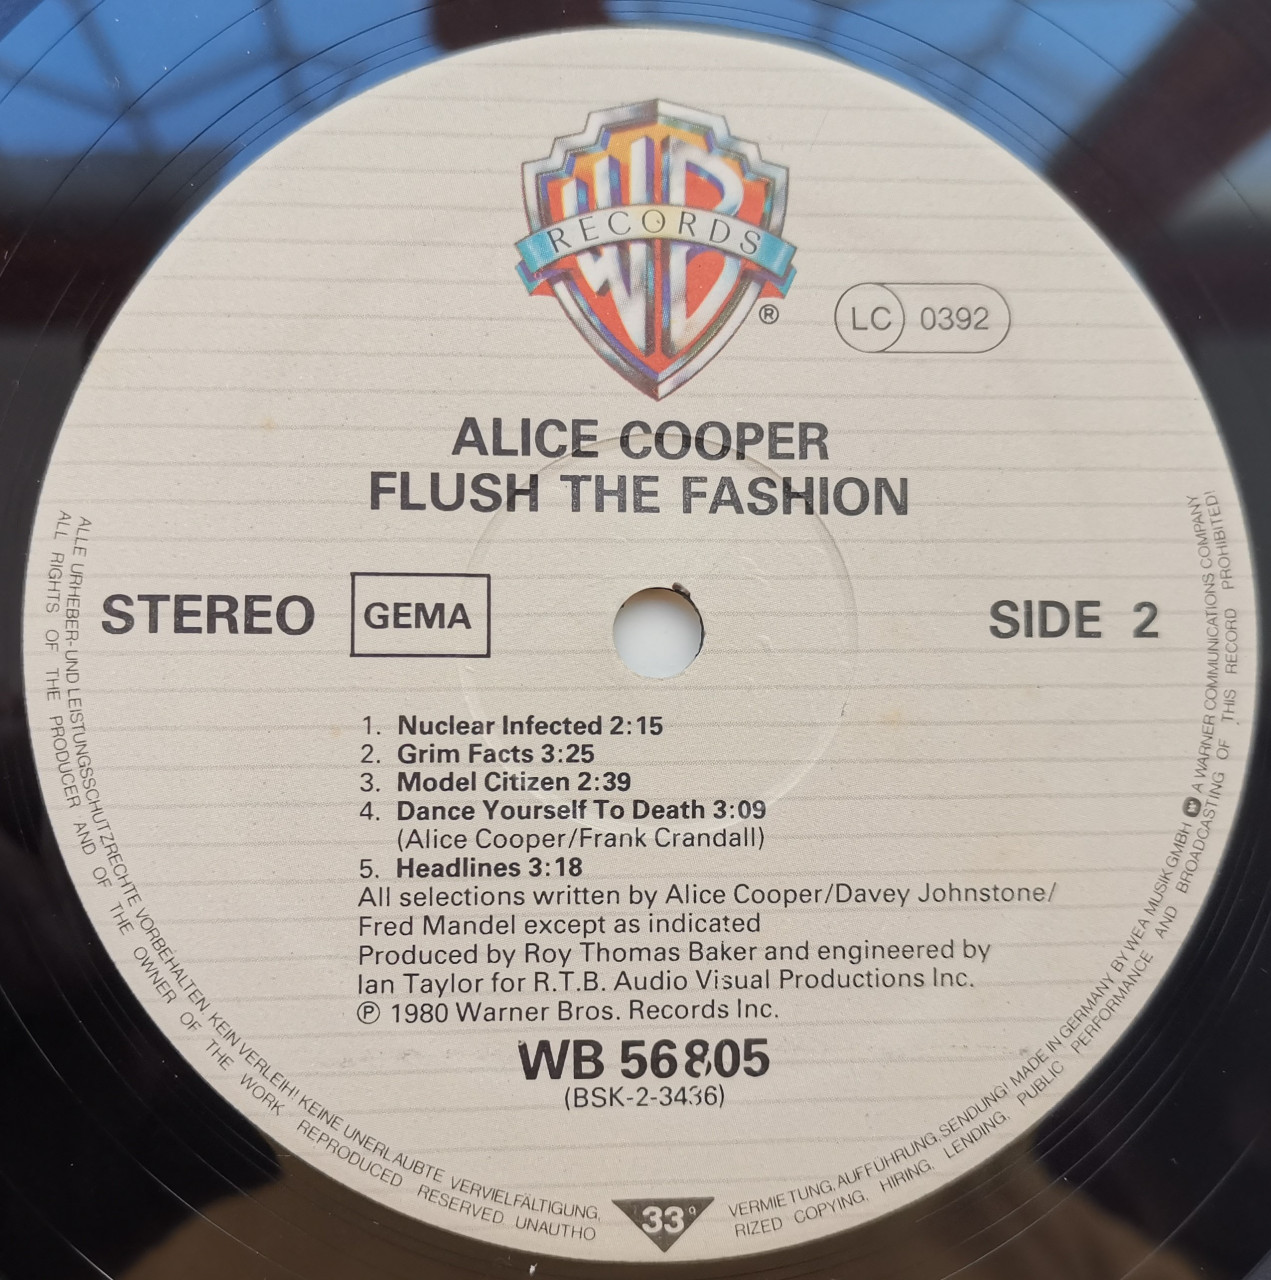 WB
RECORDS
®
LC 0392
ALICE COOPER
FLUSH THE FASHION
STEREO
GEMA
SIDE 2
1. Nuclear Infected 2:15
2. Grim Facts 3:25
3. Model Citizen 2:39
4. Dance Yourself To Death 3:09
(Alice Cooper/Frank Crandall)
5. Headlines 3:18
All selections written by Alice Cooper/Davey Johnstone/
Fred Mandel except as indicated
Produced by Roy Thomas Baker and engineered by
Ian Taylor for R.T.B. Audio Visual Productions Inc.
℗ 1980 Warner Bros. Records Inc.
WB 56805
(BSK-2-3436)
33
ALLE URHEBER- UND LEISTUNGSSCHUTZRECHTE VORBEHALTEN. KEIN VERLEIH! KEINE UNERLAUBTE VERVIELFÄLTIGUNG, VERMIETUNG, AUFFÜHRUNG, SENDUNG! MADE IN GERMANY BY WEA MUSIK GMBH A WARNER COMMUNICATIONS COMPANY
ALL RIGHTS OF THE PRODUCER AND OF THE OWNER OF THE WORK REPRODUCED RESERVED. UNAUTHORIZED COPYING, HIRING, LENDING, PUBLIC PERFORMANCE AND BROADCASTING OF THIS RECORD PROHIBITED!